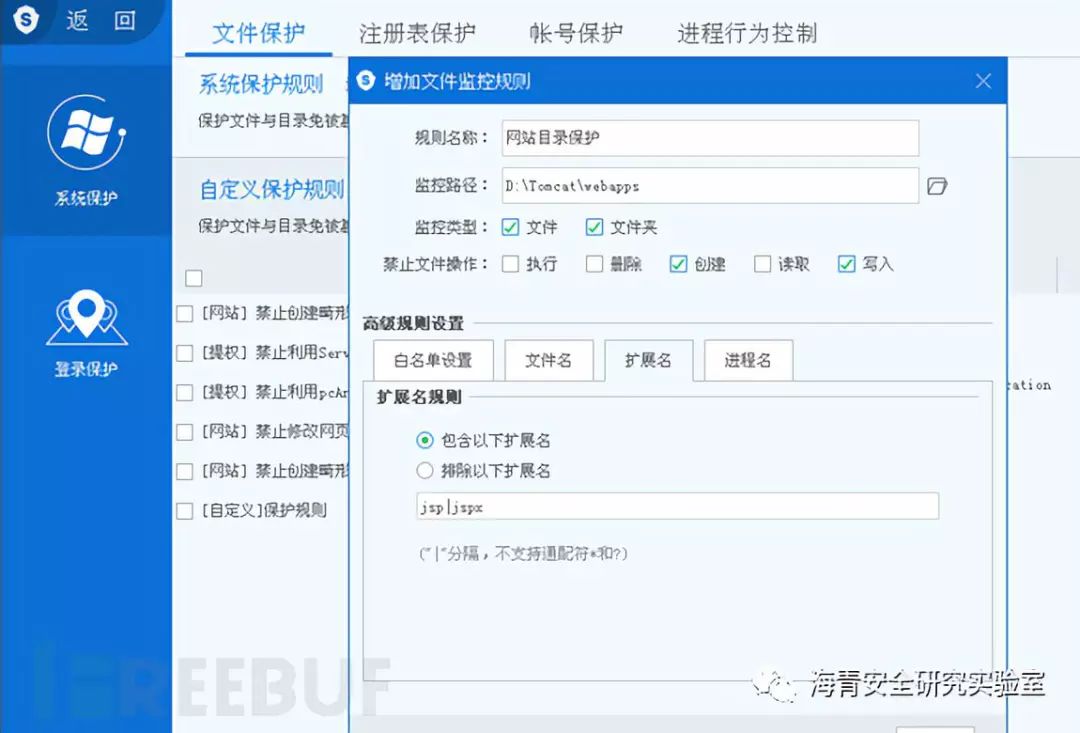 返 回
文件保护 注册表保护 帐号保护 进程行为控制
系统保护规则
保护文件与目录免被
自定义保护规则
保护文件与目录免被
系统保护
登录保护
[网站] 禁止创建畸形
[提权] 禁止利用Serv
[提权] 禁止利用pcAn
[网站] 禁止修改网页
[网站] 禁止创建畸形
[自定义]保护规则
增加文件监控规则
规则名称：
网站目录保护
监控路径：
D:\Tomcat\webapps
监控类型： 文件 文件夹
禁止文件操作： 执行 删除 创建 读取 写入
高级规则设置
白名单设置 文件名 扩展名 进程名
扩展名规则
包含以下扩展名
排除以下扩展名
jsp|jspx
("|"分隔，不支持通配符*和?)
ration
REEBUF
海青安全研究实验室